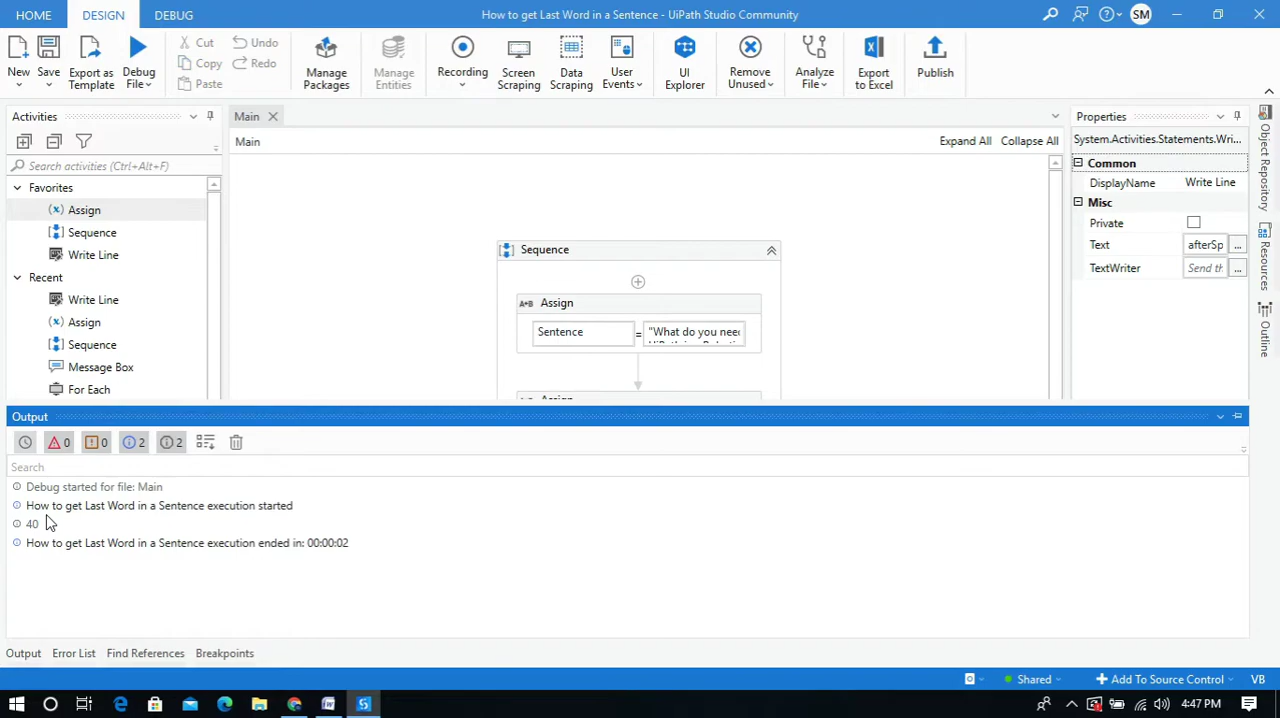 HOME DESIGN DEBUG How to get Last Word in a Sentence - UiPath Studio Community SM
New Save Export as Template Debug File Cut Copy Paste Undo Redo Manage Packages Manage Entities Recording Screen Scraping Data Scraping User Events UI Explorer Remove Unused Analyze File Export to Excel Publish
Activities
Search activities (Ctrl+Alt+F)
Favorites
Assign
Sequence
Write Line
Recent
Write Line
Assign
Sequence
Message Box
For Each
Main
Main Expand All Collapse All
Sequence
A+B Assign
Sentence = "What do you need
Assign
Properties
System.Activities.Statements.Wri...
Common
DisplayName Write Line
Misc
Private
Text afterSp ...
TextWriter Send th ...
Object Repository
Resources
Outline
Output
0 0 2 2
Search
Debug started for file: Main
How to get Last Word in a Sentence execution started
40
How to get Last Word in a Sentence execution ended in: 00:00:02
Output Error List Find References Breakpoints
Shared Add To Source Control VB
4:47 PM